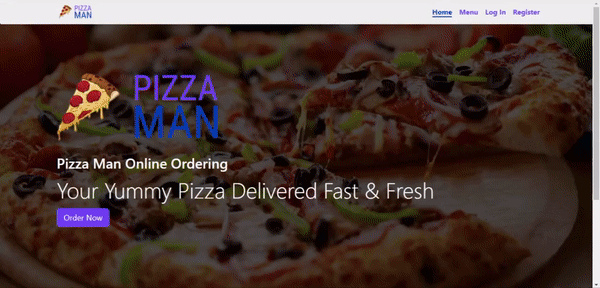 PIZZA
MAN
Home Menu Log In Register
PIZZA
MAN
Pizza Man Online Ordering
Your Yummy Pizza Delivered Fast & Fresh
Order Now